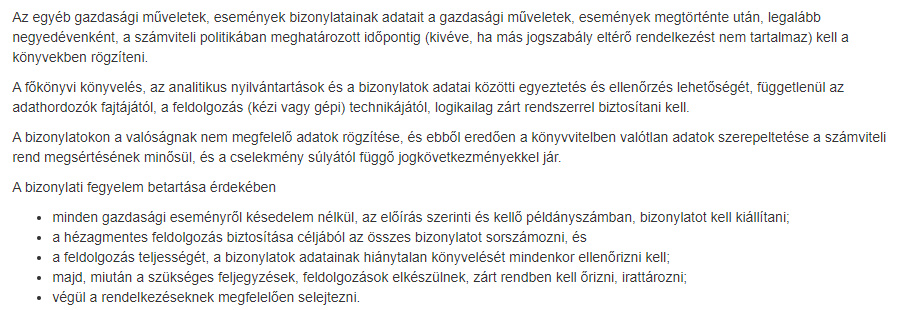 Az egyéb gazdasági műveletek, események bizonylatainak adatait a gazdasági műveletek, események megtörténte után, legalább
negyedévenként, a számviteli politikában meghatározott időpontig (kivéve, ha más jogszabály eltérő rendelkezést nem tartalmaz) kell a
könyvekben rögzíteni.
A főkönyvi könyvelés, az analitikus nyilvántartások és a bizonylatok adatai közötti egyeztetés és ellenőrzés lehetőségét, függetlenül az
adathordozók fajtájától, a feldolgozás (kézi vagy gépi) technikájától, logikailag zárt rendszerrel biztosítani kell.
A bizonylatokon a valóságnak nem megfelelő adatok rögzítése, és ebből eredően a könyvvitelben valótlan adatok szerepeltetése a számviteli
rend megsértésének minősül, és a cselekmény súlyától függő jogkövetkezményekkel jár.
A bizonylati fegyelem betartása érdekében
• minden gazdasági eseményről késedelem nélkül, az előírás szerinti és kellő példányszámban, bizonylatot kell kiállítani;
• a hézagmentes feldolgozás biztosítása céljából az összes bizonylatot sorszámozni, és
• a feldolgozás teljességét, a bizonylatok adatainak hiánytalan könyvelését mindenkor ellenőrizni kell;
• majd, miután a szükséges feljegyzések, feldolgozások elkészülnek, zárt rendben kell őrizni, irattározni;
• végül a rendelkezéseknek megfelelően selejtezni.